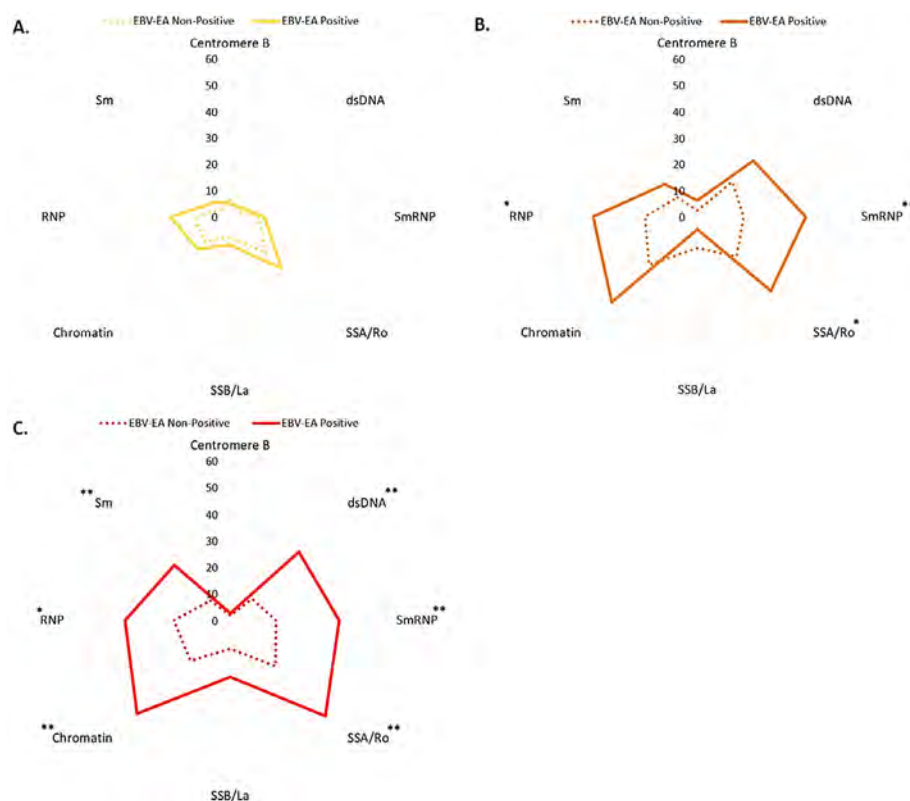 A.
EBV-EA Non-Positive EBV-EA Positive
Centromere B
60
50
Sm dsDNA
40
30
20
10
RNP 0 SmRNP
Chromatin SSA/Ro
SSB/La
B.
EBV-EA Non-Positive EBV-EA Positive
Centromere B
60
50
Sm dsDNA
40
30
20
10
*RNP 0 SmRNP**
Chromatin SSA/Ro*
SSB/La
C.
EBV-EA Non-Positive EBV-EA Positive
Centromere B
60
50
**Sm dsDNA**
40
30
20
10
*RNP 0 SmRNP**
**Chromatin SSA/Ro**
SSB/La